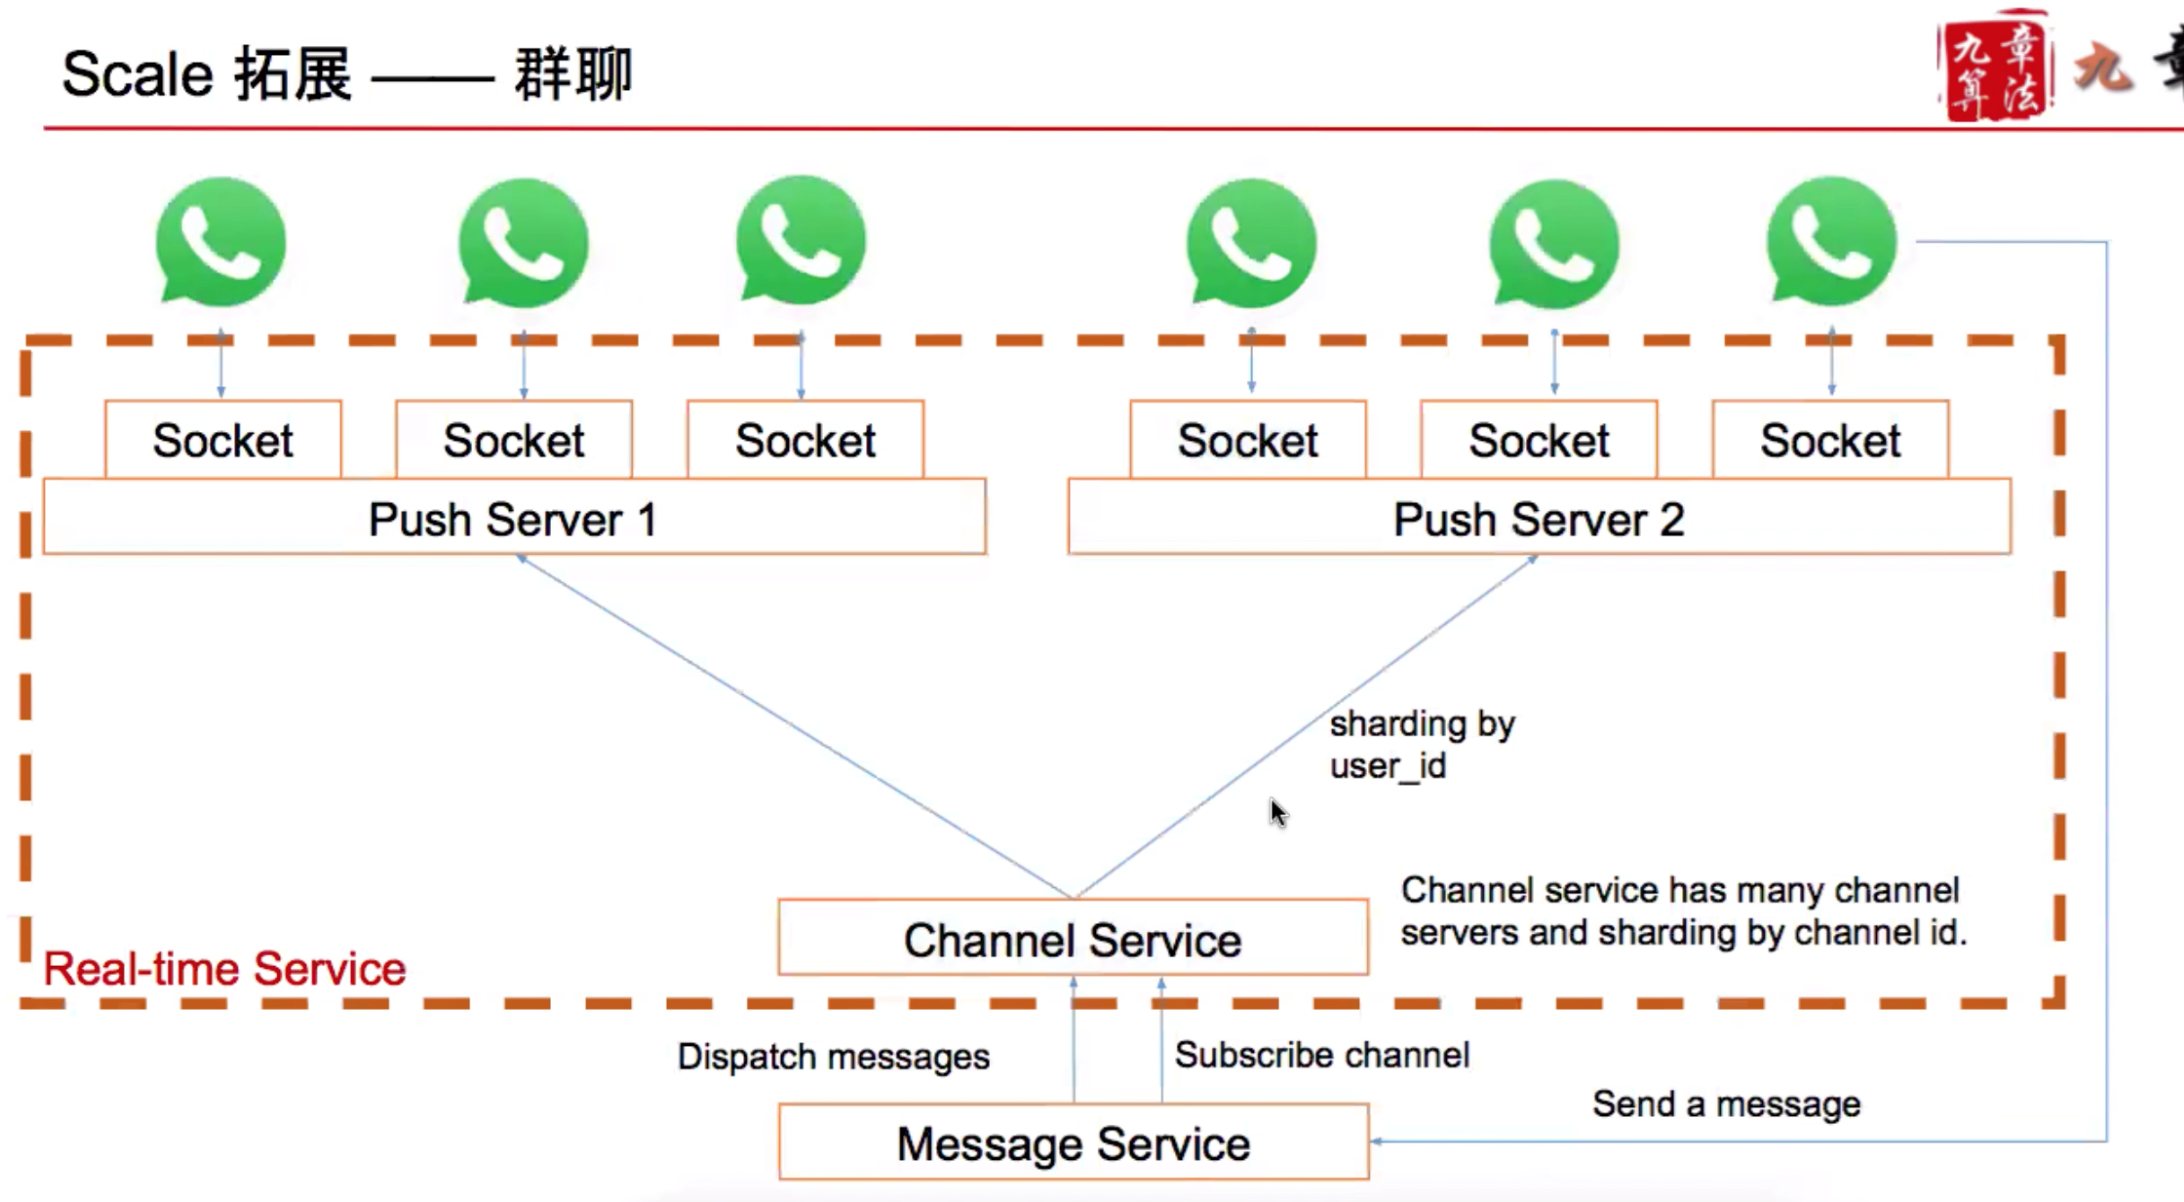 Scale 拓展 —— 群聊
九章算法
九章
Socket
Socket
Socket
Socket
Socket
Socket
Push Server 1
Push Server 2
sharding by
user_id
Channel Service
Channel service has many channel
servers and sharding by channel id.
Real-time Service
Dispatch messages
Subscribe channel
Send a message
Message Service